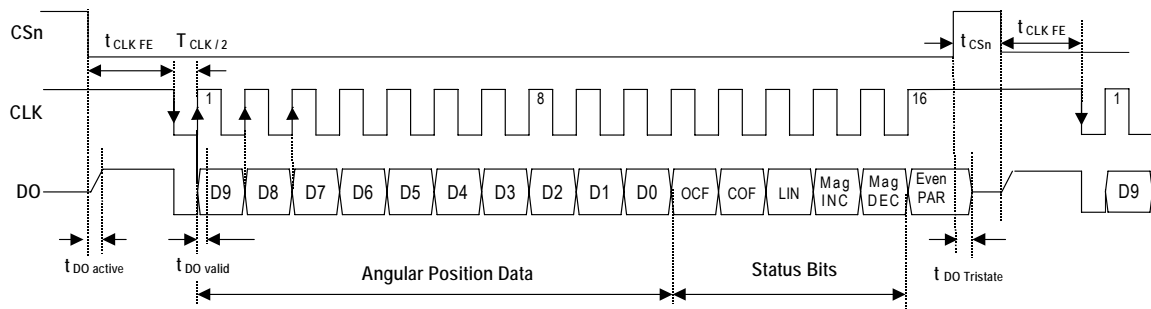 CSn
t CLK FE
T CLK / 2
t CSn
t CLK FE
CLK
1
8
16
1
DO
D9
D8
D7
D6
D5
D4
D3
D2
D1
D0
OCF
COF
LIN
Mag
INC
Mag
DEC
Even
PAR
D9
t DO active
t DO valid
Angular Position Data
Status Bits
t DO Tristate